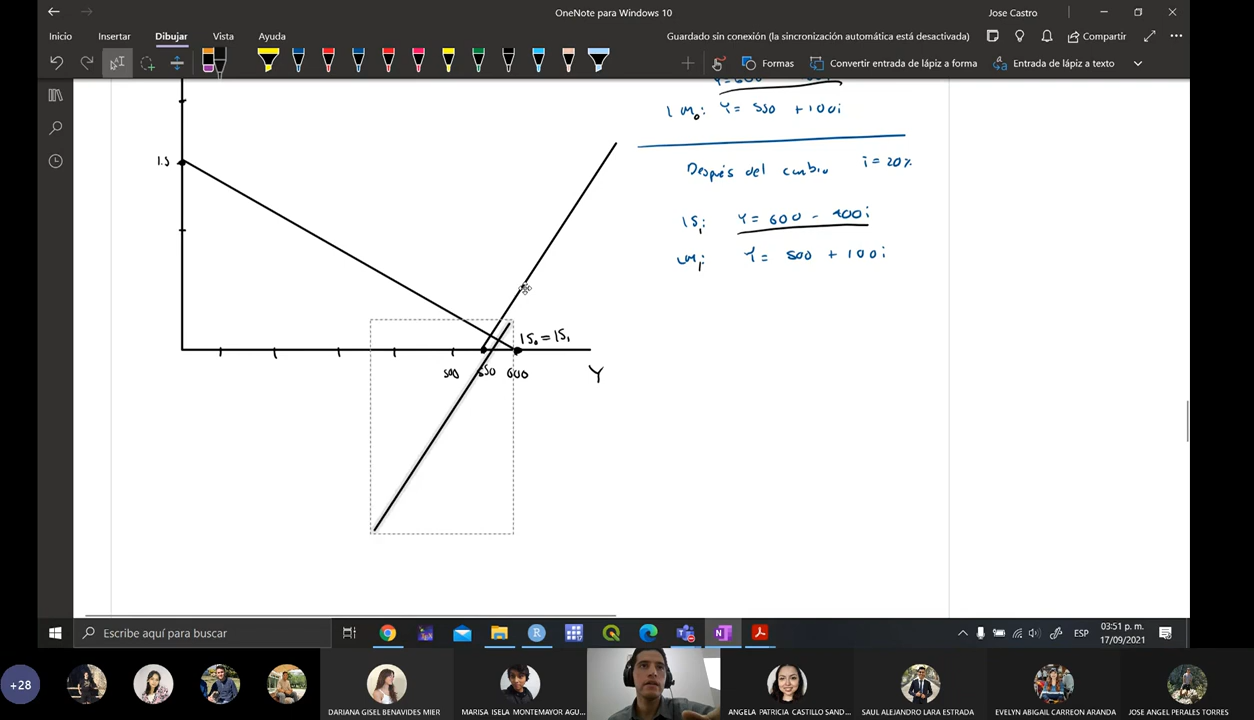 OneNote para Windows 10
Jose Castro
Inicio Insertar Dibujar Vista Ayuda
Guardado sin conexión (la sincronización automática está desactivada)
Compartir
Formas
Convertir entrada de lápiz a forma
Entrada de lápiz a texto
LM₀: Y = 550 + 100i
Después del cambio i = 20%
1.5
IS₁: Y = 600 - 400i
LM₁: Y = 500 + 100i
IS₀ = IS₁
500 550 600 Y
Escribe aquí para buscar
ESP
03:51 p. m.
17/09/2021
+28
DARIANA GISEL BENAVIDES MIER
MARISA ISELA MONTEMAYOR AGU...
ANGELA PATRICIA CASTILLO SAND...
SAUL ALEJANDRO LARA ESTRADA
EVELYN ABIGAIL CARREON ARANDA
JOSE ANGEL PERALES TORRES